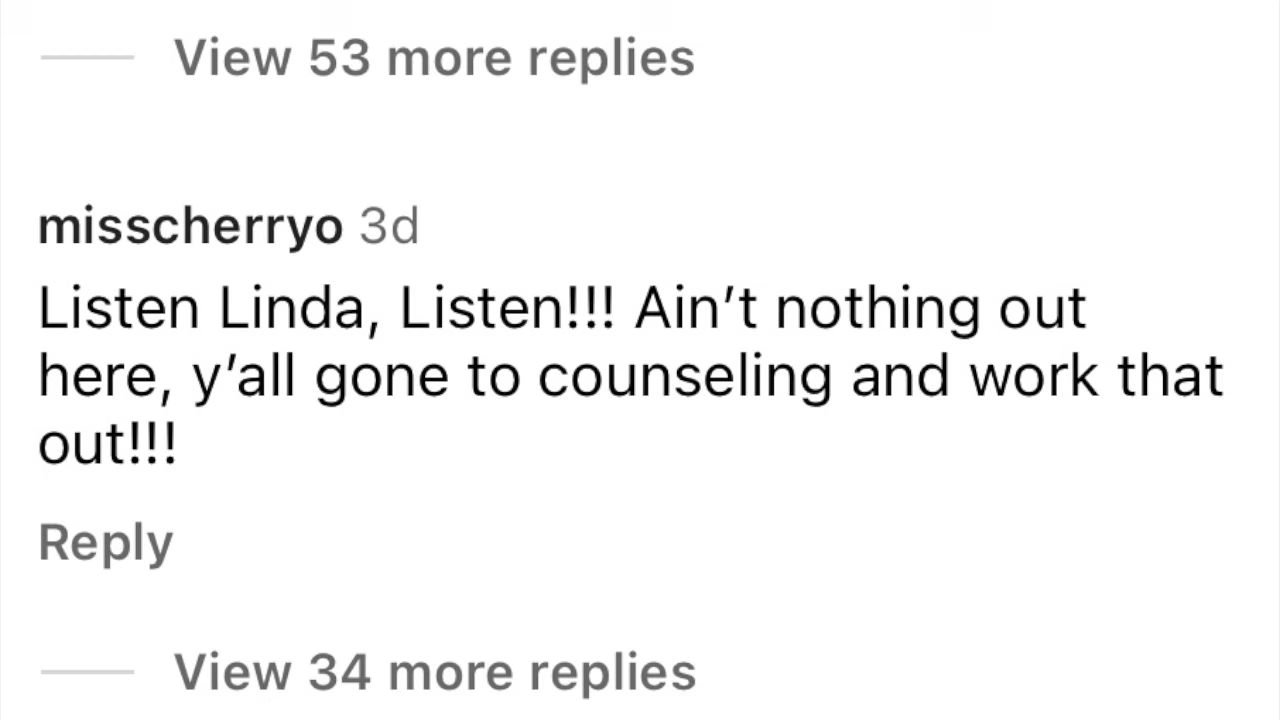 View 53 more replies
misscherryo 3d
Listen Linda, Listen!!! Ain’t nothing out
here, y’all gone to counseling and work that
out!!!
Reply
View 34 more replies